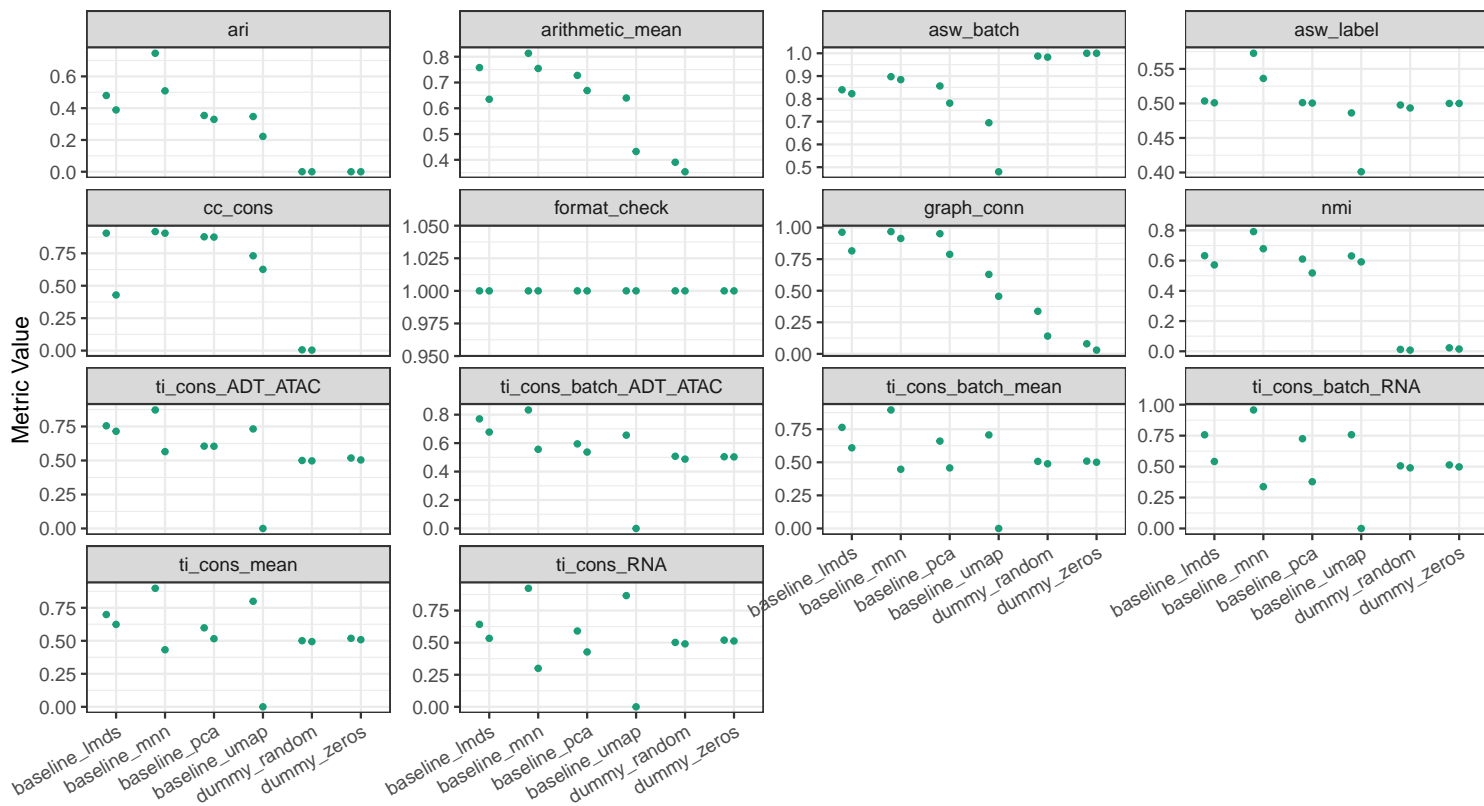 ari
arithmetic_mean
asw_batch
asw_label
0.6
0.4
0.2
0.0
0.8
0.7
0.6
0.5
0.4
1.0
0.9
0.8
0.7
0.6
0.5
0.55
0.50
0.45
0.40
cc_cons
format_check
graph_conn
nmi
0.75
0.50
0.25
0.00
1.050
1.025
1.000
0.975
0.950
1.00
0.75
0.50
0.25
0.00
0.8
0.6
0.4
0.2
0.0
Metric Value
ti_cons_ADT_ATAC
ti_cons_batch_ADT_ATAC
ti_cons_batch_mean
ti_cons_batch_RNA
0.75
0.50
0.25
0.00
0.8
0.6
0.4
0.2
0.0
0.75
0.50
0.25
0.00
1.00
0.75
0.50
0.25
0.00
baseline_lmds
baseline_mnn
baseline_pca
baseline_umap
dummy_random
dummy_zeros
baseline_lmds
baseline_mnn
baseline_pca
baseline_umap
dummy_random
dummy_zeros
ti_cons_mean
ti_cons_RNA
0.75
0.50
0.25
0.00
0.75
0.50
0.25
0.00
baseline_lmds
baseline_mnn
baseline_pca
baseline_umap
dummy_random
dummy_zeros
baseline_lmds
baseline_mnn
baseline_pca
baseline_umap
dummy_random
dummy_zeros